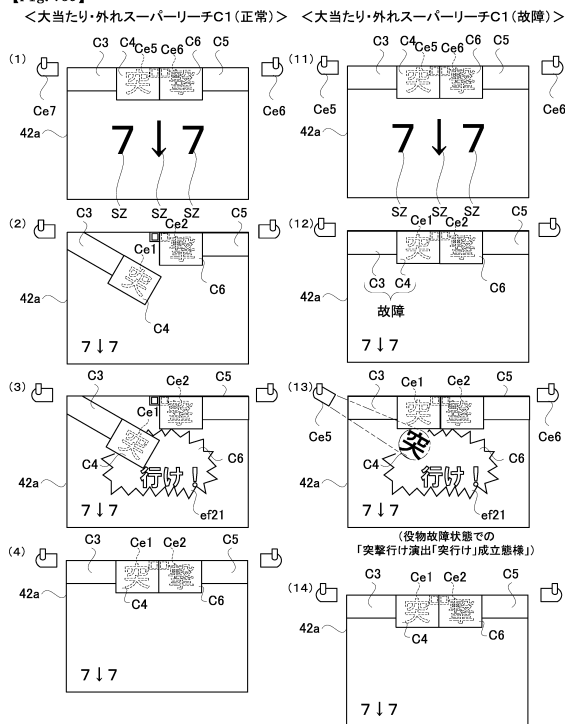 ＜大当たり・外れスーパーリーチC1（正常）＞ ＜大当たり・外れスーパーリーチC1（故障）＞
(1) C3 C4 Ce5 Ce6 C6 C5
突 撃
Ce7 Ce6
42a
7↓7
SZ SZ SZ
(2) C3 Ce2 C5
Ce1
突 撃
42a C6
C4
7↓7
(3) C3 Ce1 Ce2 C5
突 撃
C4 C6
行け！
42a
7↓7 ef21
(4) C3 Ce1 Ce2 C5
突 撃
42a C4 C6
7↓7
(11) C3 C4 Ce5 Ce6 C6 C5
突 撃
Ce5 Ce6
42a
7↓7
SZ SZ SZ
(12) Ce1 Ce2 C5
突 撃
C3 C4 C6
42a
故障
7↓7
(13) C3 Ce1 Ce2 C5
突 撃
Ce5 Ce6
突
C4 C6
行け！
42a
7↓7 ef21
（役物故障状態での
「突撃行け演出「突行け」成立態様」）
(14) C3 Ce1 Ce2 C5
突 撃
42a C4 C6
7↓7